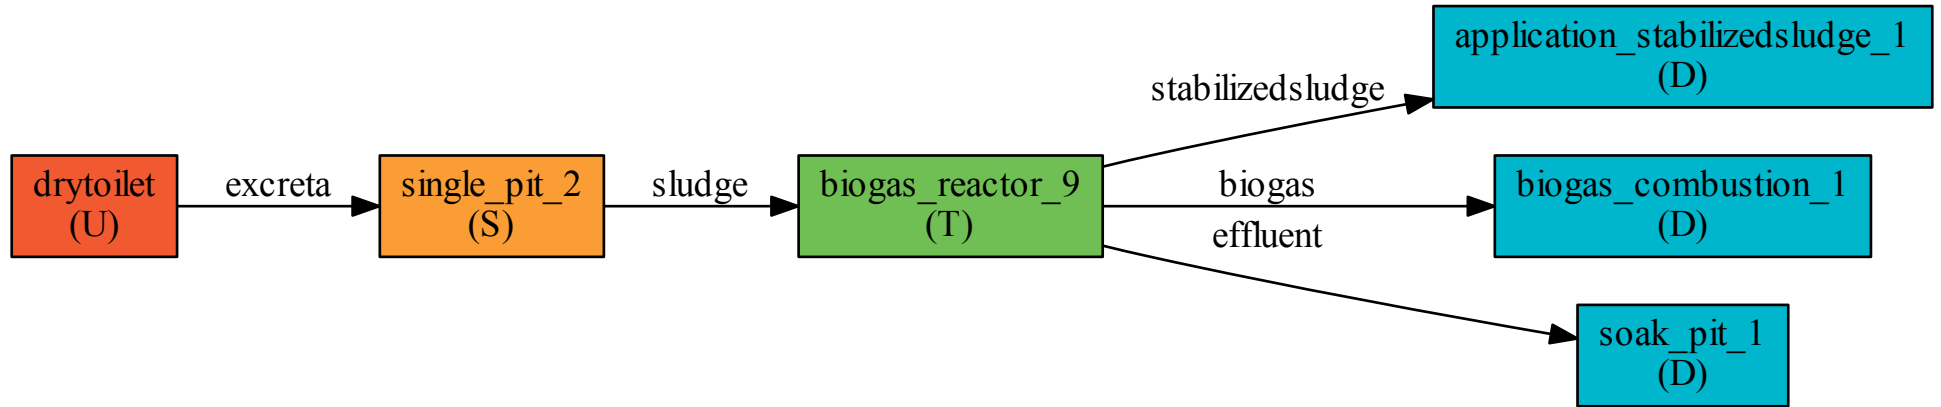 drytoilet
(U)
excreta
single_pit_2
(S)
sludge
biogas_reactor_9
(T)
stabilizedsludge
biogas
effluent
application_stabilizedsludge_1
(D)
biogas_combustion_1
(D)
soak_pit_1
(D)